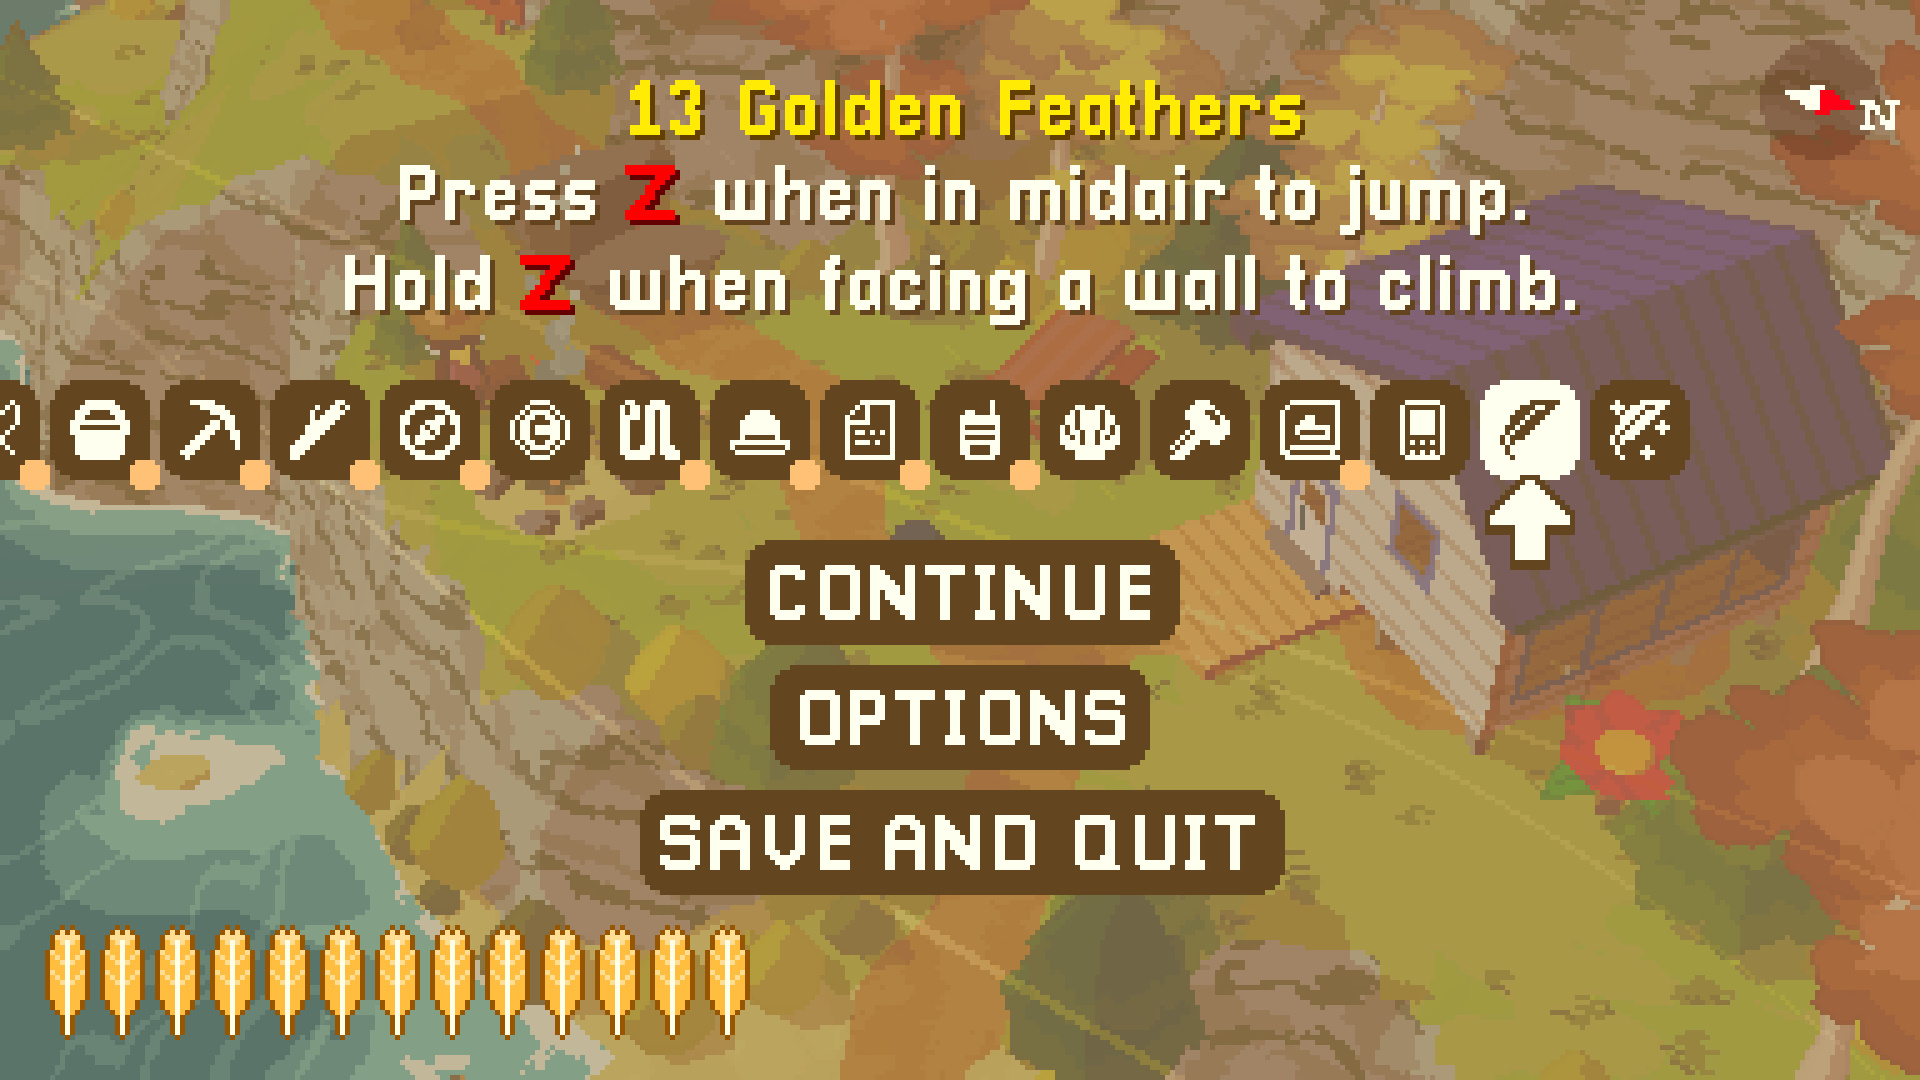 13 Golden Feathers
N
Press Z when in midair to jump.
Hold Z when facing a wall to climb.
CONTINUE
OPTIONS
SAVE AND QUIT